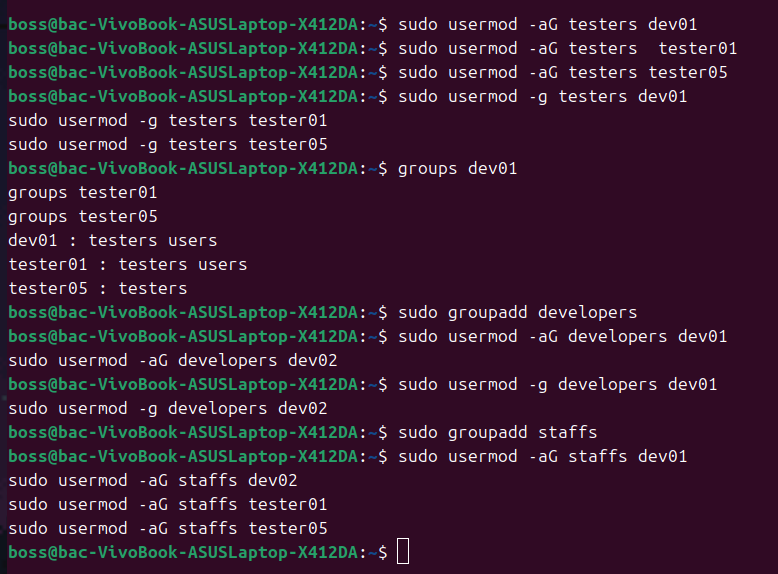 boss@bac-VivoBook-ASUSLaptop-X412DA:~$ sudo usermod -aG testers dev01
boss@bac-VivoBook-ASUSLaptop-X412DA:~$ sudo usermod -aG testers  tester01
boss@bac-VivoBook-ASUSLaptop-X412DA:~$ sudo usermod -aG testers tester05
boss@bac-VivoBook-ASUSLaptop-X412DA:~$ sudo usermod -g testers dev01
sudo usermod -g testers tester01
sudo usermod -g testers tester05
boss@bac-VivoBook-ASUSLaptop-X412DA:~$ groups dev01
groups tester01
groups tester05
dev01 : testers users
tester01 : testers users
tester05 : testers
boss@bac-VivoBook-ASUSLaptop-X412DA:~$ sudo groupadd developers
boss@bac-VivoBook-ASUSLaptop-X412DA:~$ sudo usermod -aG developers dev01
sudo usermod -aG developers dev02
boss@bac-VivoBook-ASUSLaptop-X412DA:~$ sudo usermod -g developers dev01
sudo usermod -g developers dev02
boss@bac-VivoBook-ASUSLaptop-X412DA:~$ sudo groupadd staffs
boss@bac-VivoBook-ASUSLaptop-X412DA:~$ sudo usermod -aG staffs dev01
sudo usermod -aG staffs dev02
sudo usermod -aG staffs tester01
sudo usermod -aG staffs tester05
boss@bac-VivoBook-ASUSLaptop-X412DA:~$